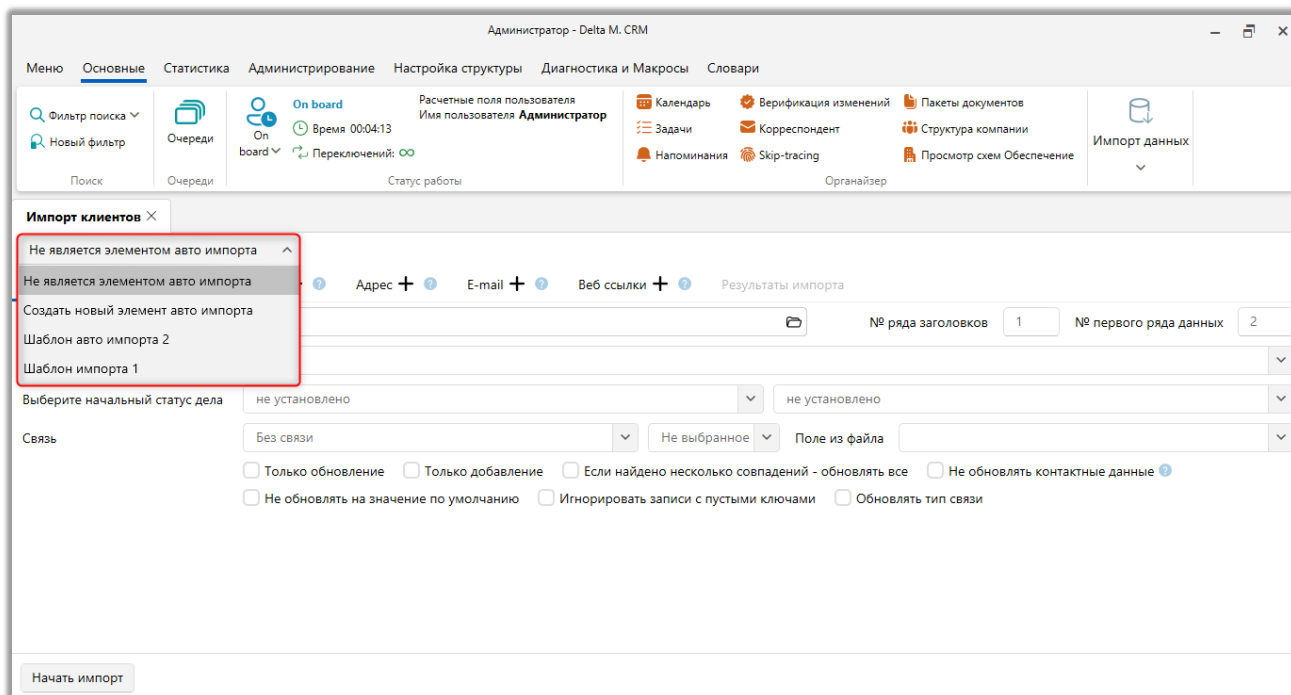 Администратор - Delta M. CRM
Меню Основные Статистика Администрирование Настройка структуры Диагностика и Макросы Словари
Фильтр поиска
Новый фильтр
Поиск
Очереди
Очереди
On board
On board
Время 00:04:13
Переключений: ∞
Расчетные поля пользователя
Имя пользователя Администратор
Статус работы
Календарь Верификация изменений Пакеты документов
Задачи Корреспондент Структура компании
Напоминания Skip-tracing Просмотр схем Обеспечение
Органайзер
Импорт данных
Импорт клиентов
Не является элементом авто импорта
Не является элементом авто импорта
Создать новый элемент авто импорта
Шаблон авто импорта 2
Шаблон импорта 1
Адрес + ? E-mail + ? Веб ссылки + ? Результаты импорта
№ ряда заголовков 1 № первого ряда данных 2
Выберите начальный статус дела не установлено не установлено
Связь Без связи Не выбранное Поле из файла
Только обновление Только добавление Если найдено несколько совпадений - обновлять все Не обновлять контактные данные ?
Не обновлять на значение по умолчанию Игнорировать записи с пустыми ключами Обновлять тип связи
Начать импорт